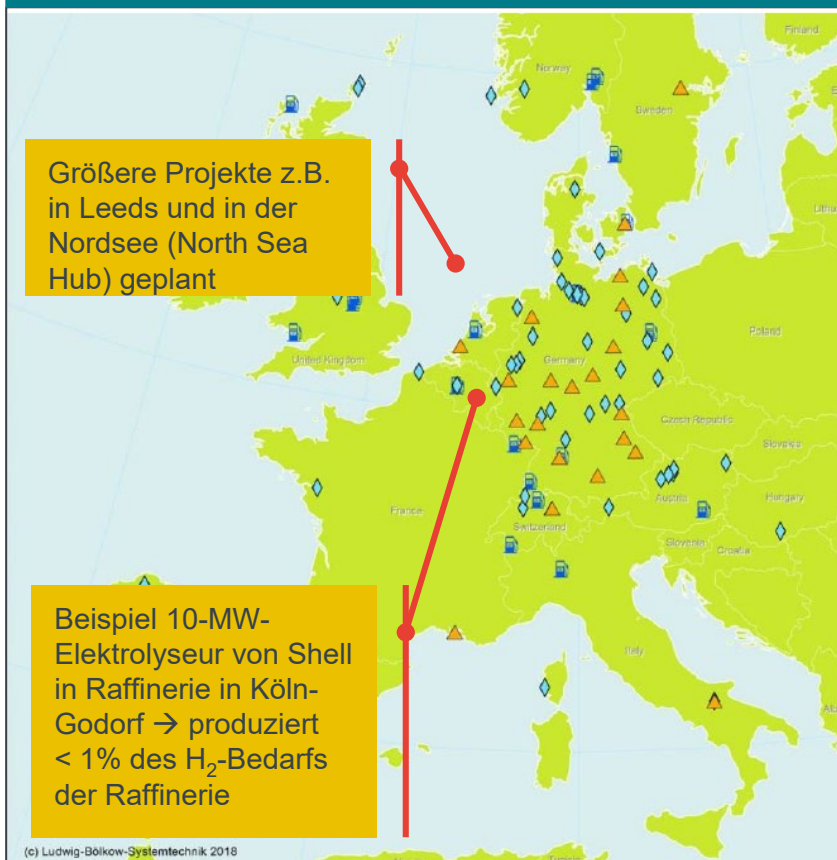 Finland
Norway
Sweden
Größere Projekte z.B.
in Leeds und in der
Nordsee (North Sea
Hub) geplant
Lithu
United Kingdom
Poland
Germany
Czech Republic
Slovakia
France
Austria
Hungary
Switzerland
Slovenia
Croatia
Italy
Beispiel 10-MW-
Elektrolyseur von Shell
in Raffinerie in Köln-
Godorf → produziert
< 1% des H₂-Bedarfs
der Raffinerie
(c) Ludwig-Bölkow-Systemtechnik 2018